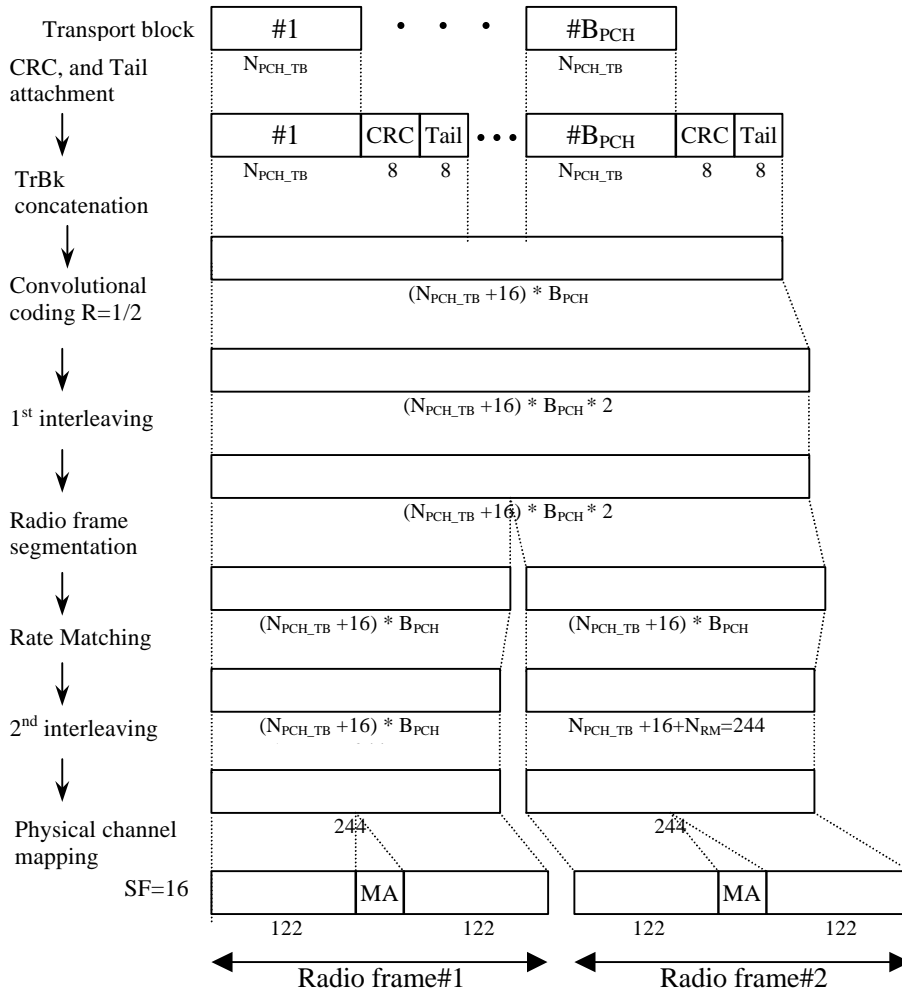 Transport block
#1
• • •
#B_PCH
N_PCH_TB
N_PCH_TB
CRC, and Tail
attachment
#1
CRC
Tail
•••
#B_PCH
CRC
Tail
N_PCH_TB
8
8
N_PCH_TB
8
8
TrBk
concatenation
(N_PCH_TB +16) * B_PCH
Convolutional
coding R=1/2
(N_PCH_TB +16) * B_PCH * 2
1st interleaving
(N_PCH_TB +16) * B_PCH * 2
Radio frame
segmentation
(N_PCH_TB +16) * B_PCH
(N_PCH_TB +16) * B_PCH
Rate Matching
(N_PCH_TB +16) * B_PCH
N_PCH_TB +16+N_RM=244
2nd interleaving
244
244
Physical channel
mapping
SF=16
MA
MA
122
122
122
122
Radio frame#1
Radio frame#2